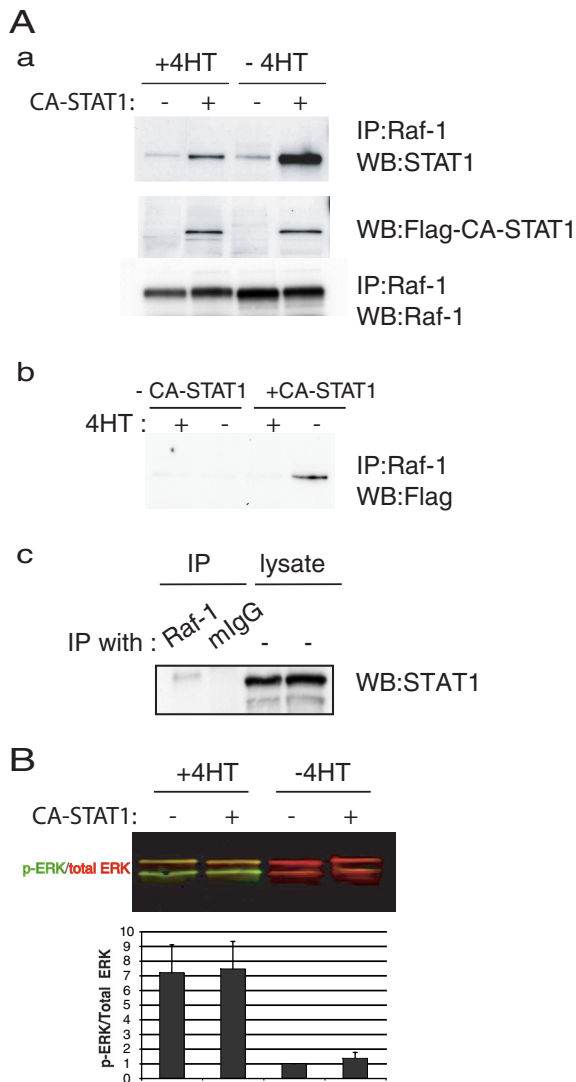 A
a
+4HT - 4HT
CA-STAT1: - + - +
IP:Raf-1
WB:STAT1
WB:Flag-CA-STAT1
IP:Raf-1
WB:Raf-1
b
- CA-STAT1 +CA-STAT1
4HT : + - + -
IP:Raf-1
WB:Flag
c
IP lysate
IP with : Raf-1 mIgG - -
WB:STAT1
B
+4HT -4HT
CA-STAT1: - + - +
p-ERK/total ERK
p-ERK/Total ERK
10
9
8
7
6
5
4
3
2
1
0